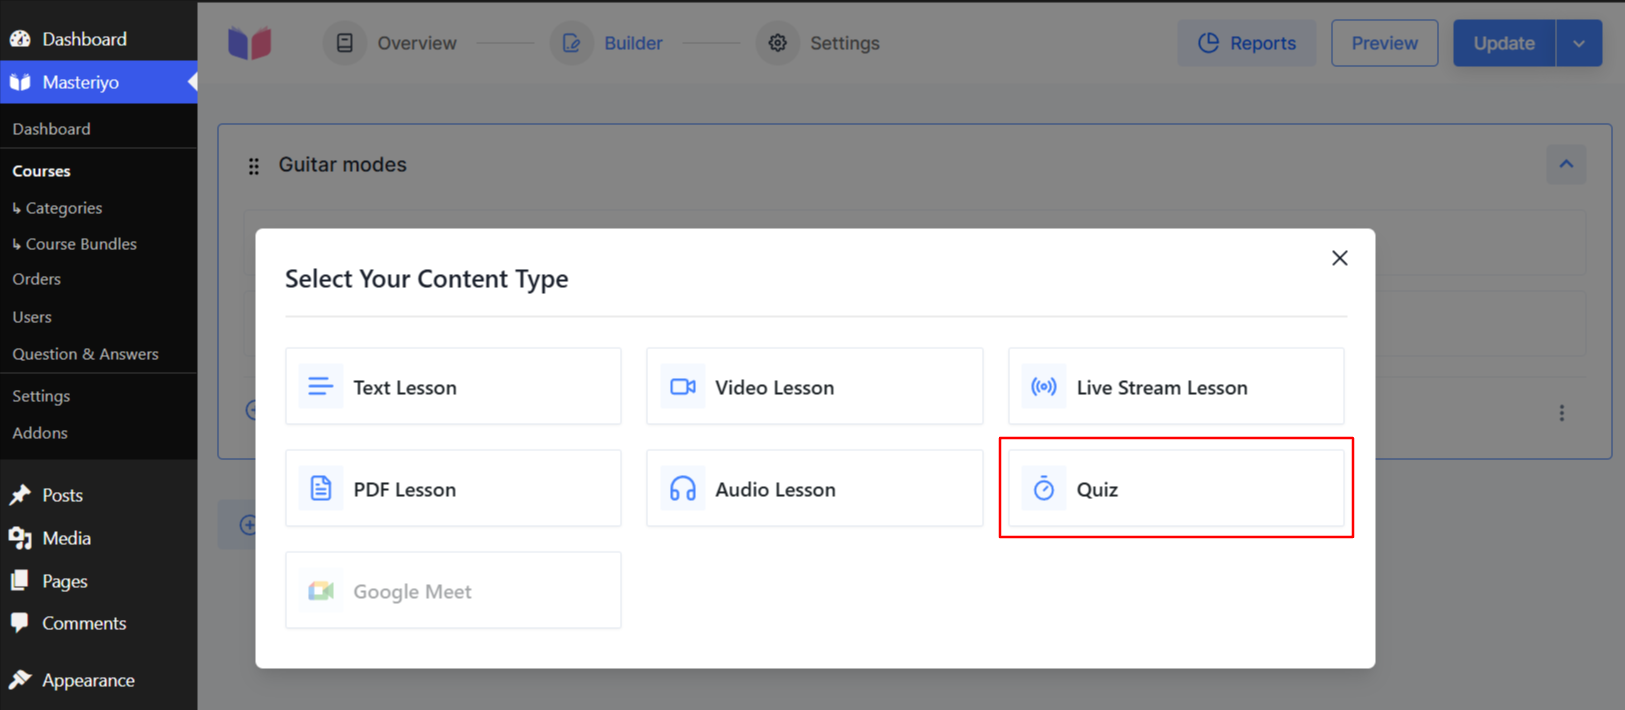 Dashboard
Masteriyo
Dashboard
Courses
↳ Categories
↳ Course Bundles
Orders
Users
Question & Answers
Settings
Addons
Posts
Media
Pages
Comments
Appearance
Overview
Builder
Settings
Reports
Preview
Update
Guitar modes
Select Your Content Type
Text Lesson
Video Lesson
Live Stream Lesson
PDF Lesson
Audio Lesson
Quiz
Google Meet